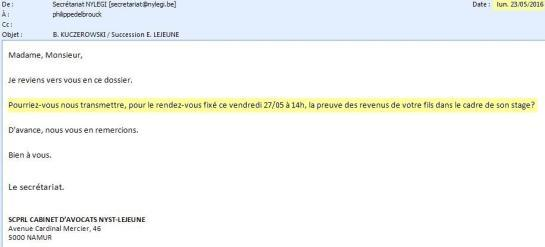 De : Secrétariat NYLEGI [secretariat@nylegi.be] Date : lun. 23/05/2016
À : philippedelbrouck
Cc :
Objet : B. KUCZEROWSKI / Succession E. LEJEUNE
Madame, Monsieur,
Je reviens vers vous en ce dossier.
Pourriez-vous nous transmettre, pour le rendez-vous fixé ce vendredi 27/05 à 14h, la preuve des revenus de votre fils dans le cadre de son stage?
D'avance, nous vous en remercions.
Bien à vous.
Le secrétariat.
SCPRL CABINET D'AVOCATS NYST-LEJEUNE
Avenue Cardinal Mercier, 46
5000 NAMUR